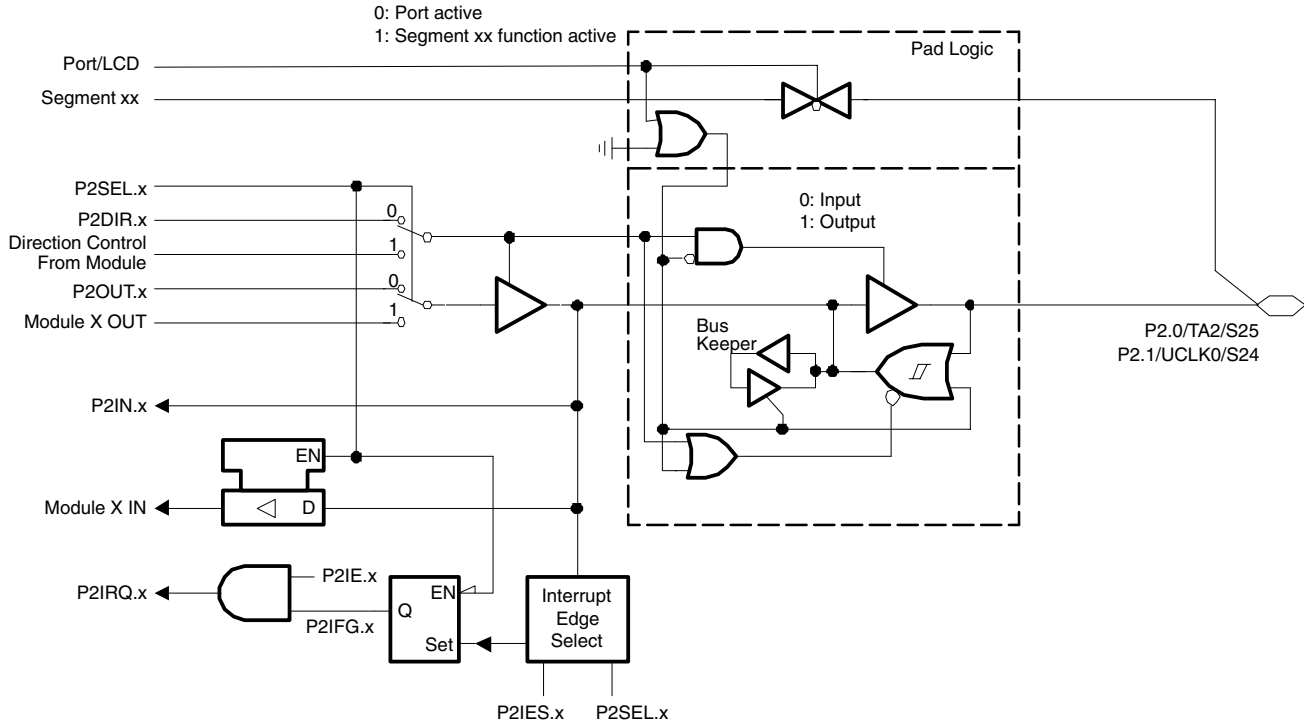 0: Port active
1: Segment xx function active
Pad Logic
Port/LCD
Segment xx
P2SEL.x
P2DIR.x
0
Direction Control
From Module
1
P2OUT.x
0
Module X OUT
1
0: Input
1: Output
Bus
Keeper
P2.0/TA2/S25
P2.1/UCLK0/S24
P2IN.x
EN
Module X IN
D
P2IRQ.x
P2IE.x
P2IFG.x
EN
Q
Set
Interrupt
Edge
Select
P2IES.x
P2SEL.x